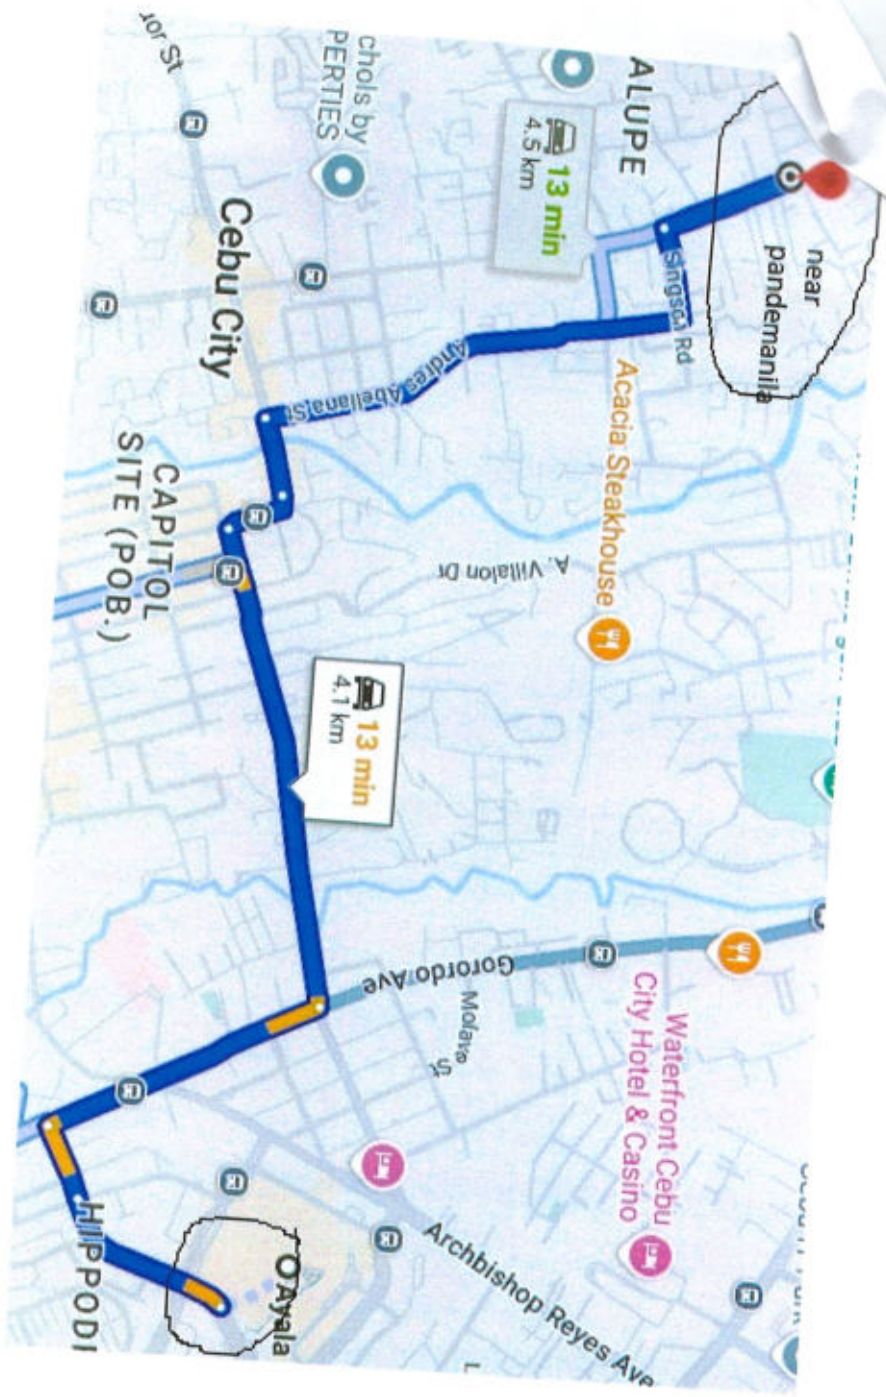 near
pandemanila
ALUPE
13 min
4.5 km
chols by
PERTIES
Singson Rd
Acacia Steakhouse
Andres Abellana St
Cebu City
CAPITOL
SITE (POB.)
A. Villalon Dr
13 min
4.1 km
Gorordo Ave
Molave
St
Waterfront Cebu
City Hotel & Casino
Archbishop Reyes Ave
Ayala
HIPPODI